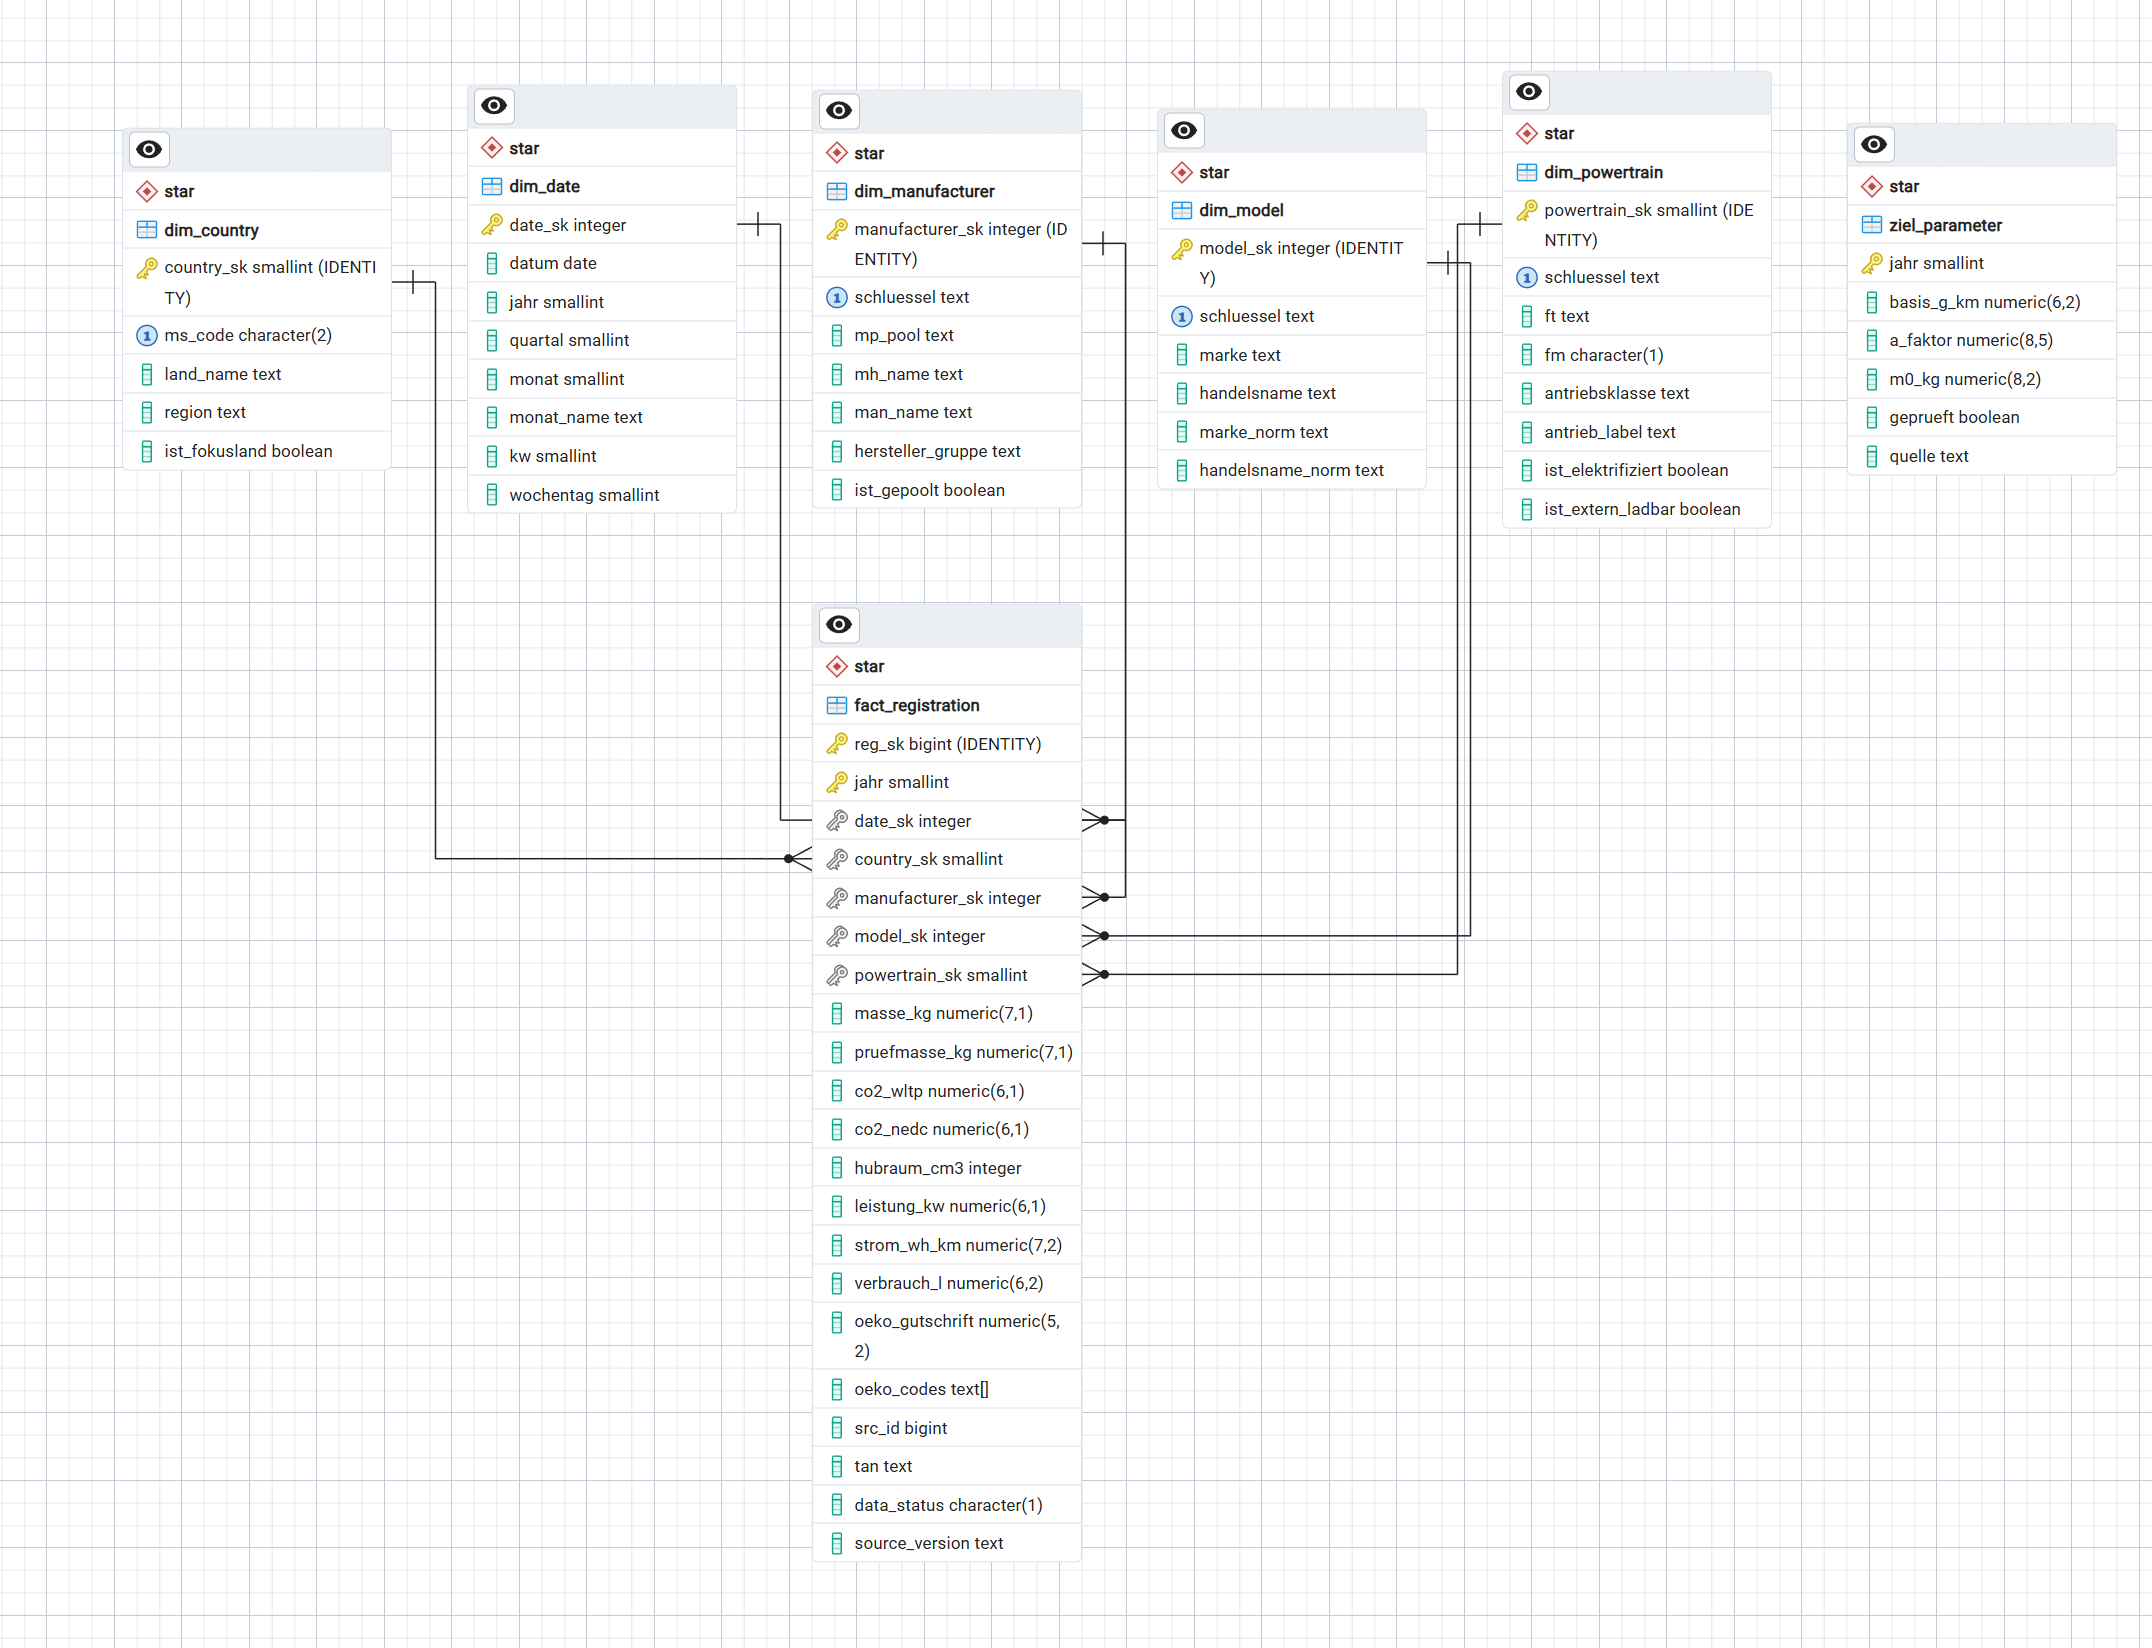 star
dim_country
country_sk smallint (IDENTI
TY)
1
ms_code character(2)
land_name text
region text
ist_fokusland boolean
star
dim_date
date_sk integer
datum date
jahr smallint
quartal smallint
monat smallint
monat_name text
kw smallint
wochentag smallint
star
dim_manufacturer
manufacturer_sk integer (ID
ENTITY)
1
schluessel text
mp_pool text
mh_name text
man_name text
hersteller_gruppe text
ist_gepoolt boolean
star
dim_model
model_sk integer (IDENTIT
Y)
1
schluessel text
marke text
handelsname text
marke_norm text
handelsname_norm text
star
dim_powertrain
powertrain_sk smallint (IDE
NTITY)
1
schluessel text
ft text
fm character(1)
antriebsklasse text
antrieb_label text
ist_elektrifiziert boolean
ist_extern_ladbar boolean
star
ziel_parameter
jahr smallint
basis_g_km numeric(6,2)
a_faktor numeric(8,5)
m0_kg numeric(8,2)
geprueft boolean
quelle text
star
fact_registration
reg_sk bigint (IDENTITY)
jahr smallint
date_sk integer
country_sk smallint
manufacturer_sk integer
model_sk integer
powertrain_sk smallint
masse_kg numeric(7,1)
pruefmasse_kg numeric(7,1)
co2_wltp numeric(6,1)
co2_nedc numeric(6,1)
hubraum_cm3 integer
leistung_kw numeric(6,1)
strom_wh_km numeric(7,2)
verbrauch_l numeric(6,2)
oeko_gutschrift numeric(5,
2)
oeko_codes text[]
src_id bigint
tan text
data_status character(1)
source_version text